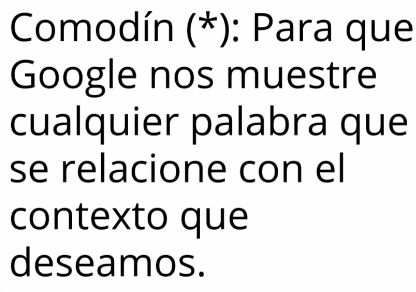 Comodín (*): Para que
Google nos muestre
cualquier palabra que
se relacione con el
contexto que
deseamos.